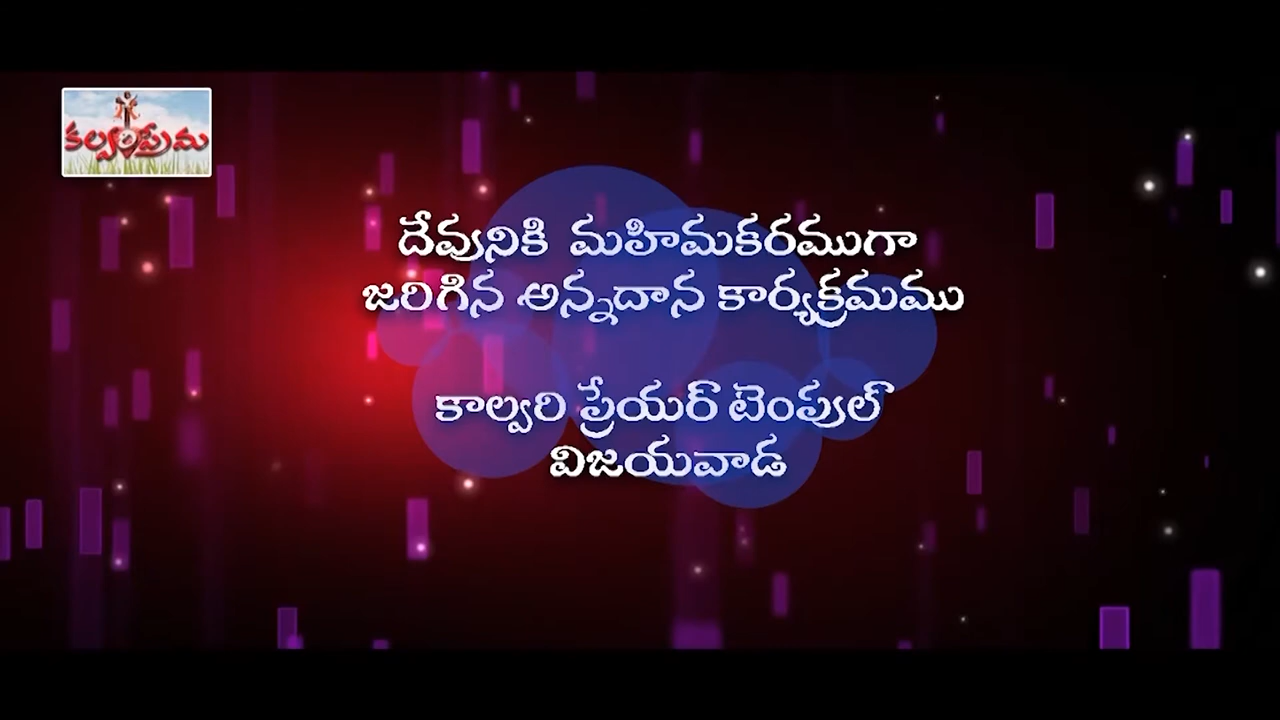 కల్వరిప్రేమ
దేవునికి మహిమకరముగా
జరిగిన అన్నదాన కార్యక్రమము
కాల్వరి ప్రేయర్ టెంపుల్
విజయవాడ